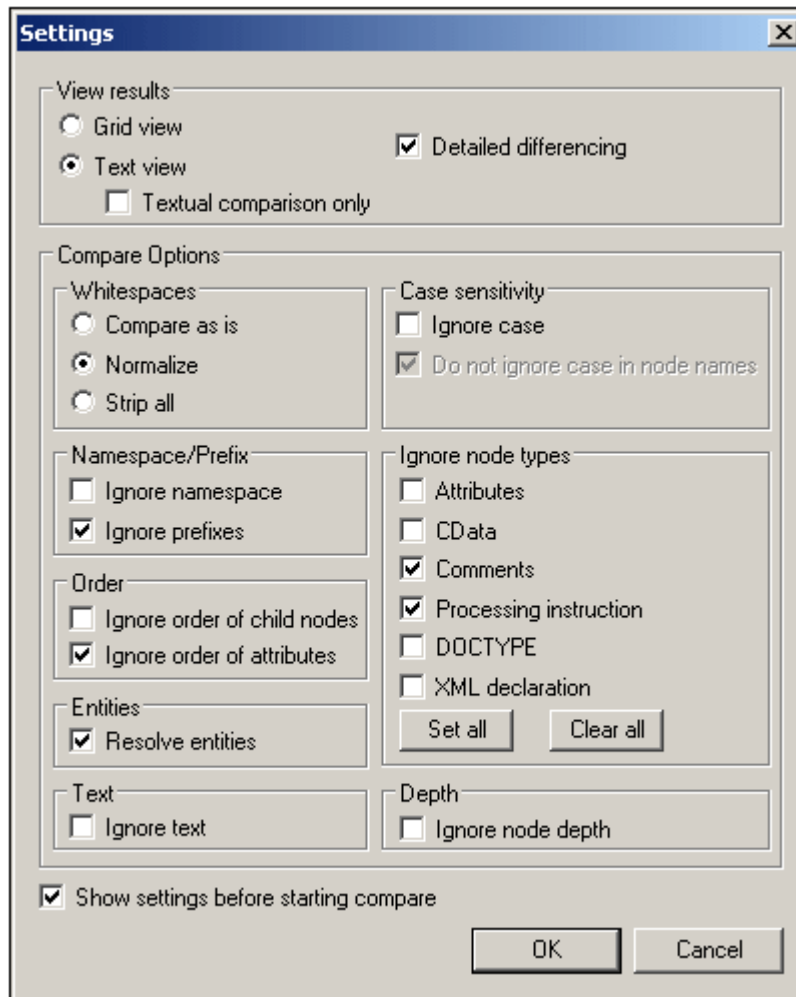 Settings
View results
Grid view
Detailed differencing
Text view
Textual comparison only
Compare Options
Whitespaces
Compare as is
Normalize
Strip all
Case sensitivity
Ignore case
Do not ignore case in node names
Namespace/Prefix
Ignore namespace
Ignore prefixes
Ignore node types
Attributes
CData
Comments
Processing instruction
DOCTYPE
XML declaration
Set all
Clear all
Order
Ignore order of child nodes
Ignore order of attributes
Entities
Resolve entities
Text
Ignore text
Depth
Ignore node depth
Show settings before starting compare
OK
Cancel